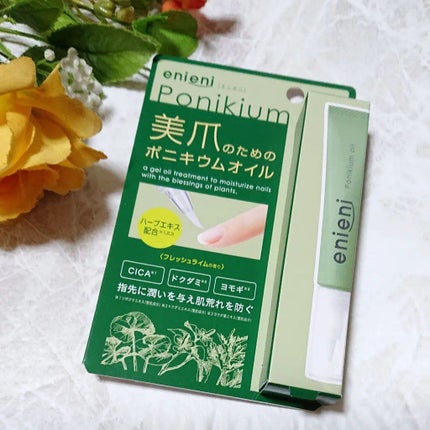 enieni
Ponikium
美爪のための
ポニキウムオイル
a gel oil treatment to moisturize nails
with the blessings of plants.
ハーブエキス
配合
＜フレッシュライムの香り＞
CICA※1
ドクダミ※2
ヨモギ※3
指先に潤いを与え肌荒れを防ぐ
enieni
Ponikium oil